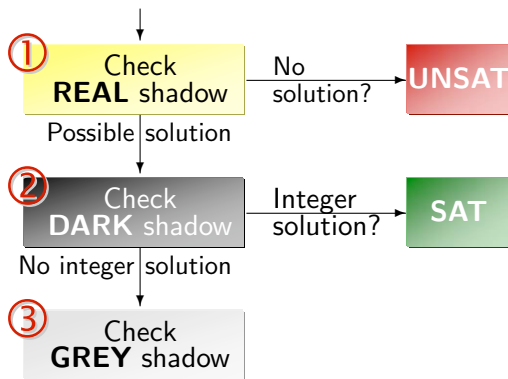 ①
Check
REAL shadow
No
solution?
UNSAT
Possible solution
②
Check
DARK shadow
Integer
solution?
SAT
No integer solution
③
Check
GREY shadow